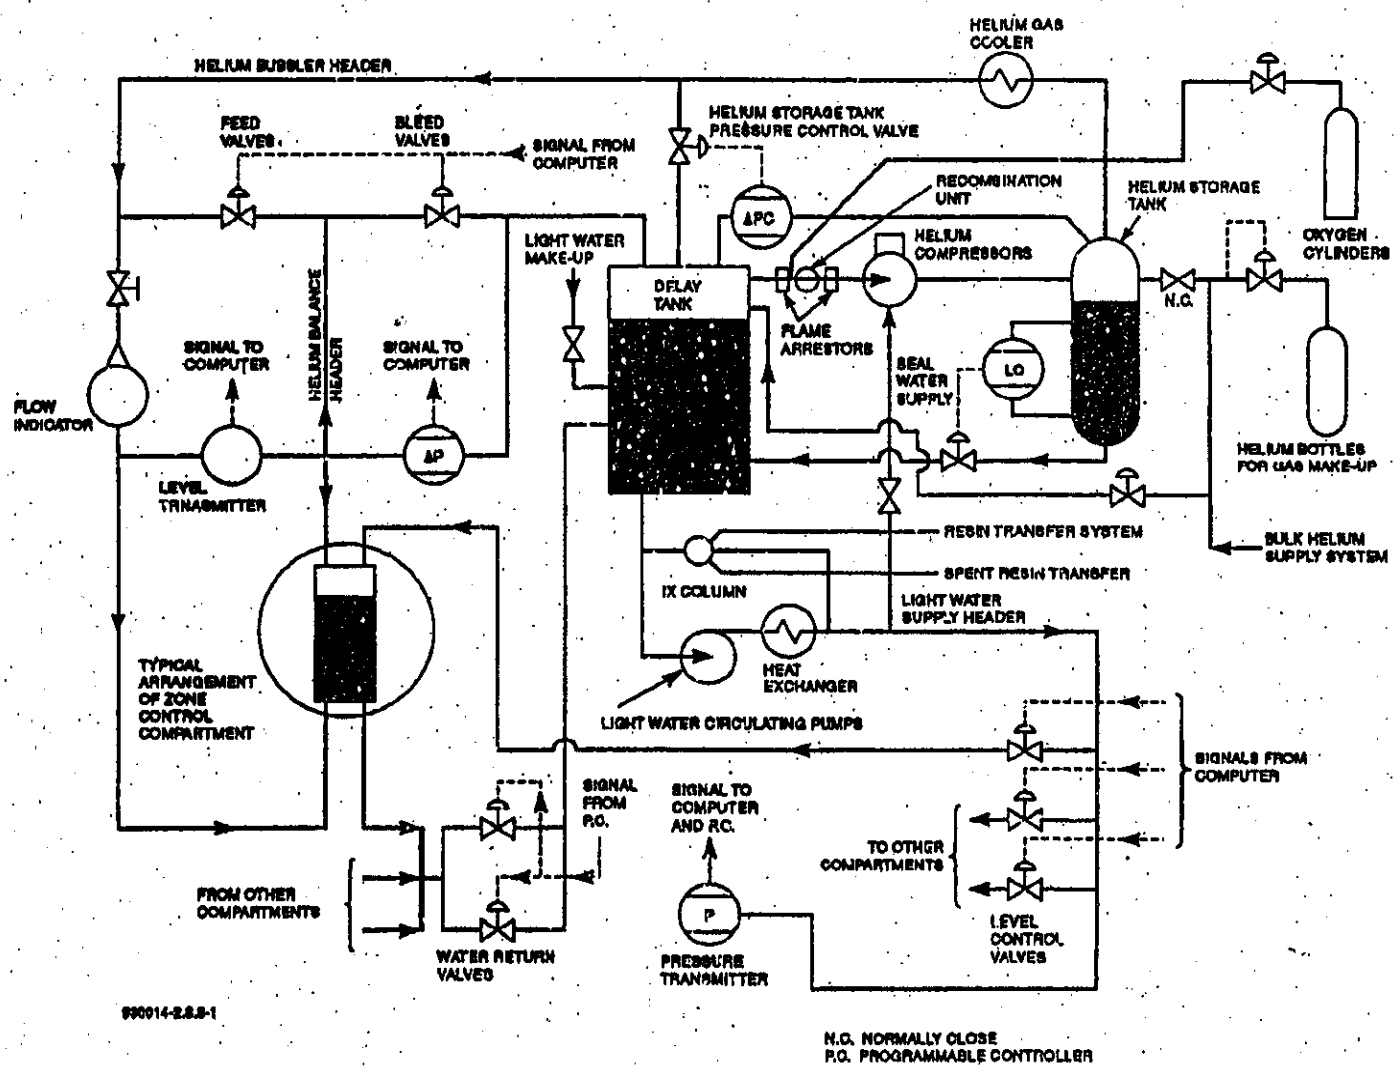 HELIUM GAS
COOLER
HELIUM BUBBLER HEADER
FEED
VALVES
BLEED
VALVES
SIGNAL FROM
COMPUTER
HELIUM STORAGE TANK
PRESSURE CONTROL VALVE
RECOMBINATION
UNIT
HELIUM STORAGE
TANK
ΔPC
OXYGEN
CYLINDERS
LIGHT WATER
MAKE-UP
HELIUM
COMPRESSORS
DELAY
TANK
N.C.
FLAME
ARRESTORS
HELIUM BALANCE
HEADER
SIGNAL TO
COMPUTER
SIGNAL TO
COMPUTER
SEAL
WATER
SUPPLY
FLOW
INDICATOR
ΔP
HELIUM BOTTLES
FOR GAS MAKE-UP
LEVEL
TRNASMITTER
RESIN TRANSFER SYSTEM
BULK HELIUM
SUPPLY SYSTEM
SPENT RESIN TRANSFER
IX COLUMN
LIGHT WATER
SUPPLY HEADER
HEAT
EXCHANGER
TYPICAL
ARRANGEMENT
OF ZONE
CONTROL
COMPARTMENT
LIGHT WATER CIRCULATING PUMPS
SIGNALS FROM
COMPUTER
SIGNAL
FROM
P.C.
SIGNAL TO
COMPUTER
AND P.C.
TO OTHER
COMPARTMENTS
FROM OTHER
COMPARTMENTS
P
LEVEL
CONTROL
VALVES
WATER RETURN
VALVES
PRESSURE
TRANSMITTER
N.C. NORMALLY CLOSE
P.C. PROGRAMMABLE CONTROLLER